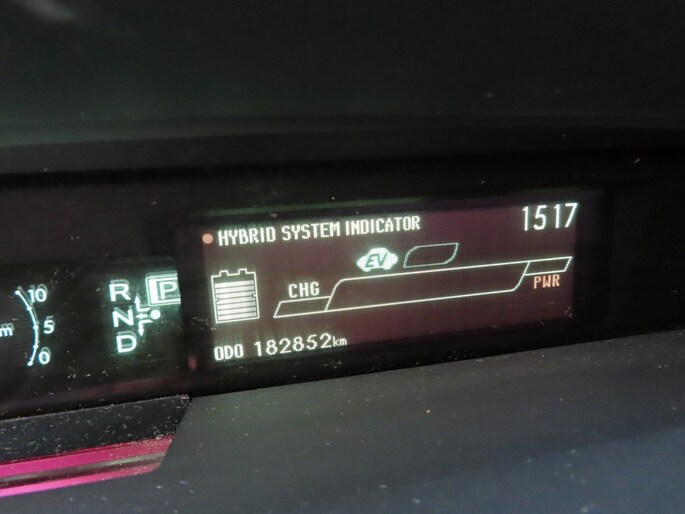 HYBRID SYSTEM INDICATOR 1517
EV
CHG
PWR
ODO 182852km
R P
N
D
10
5
0